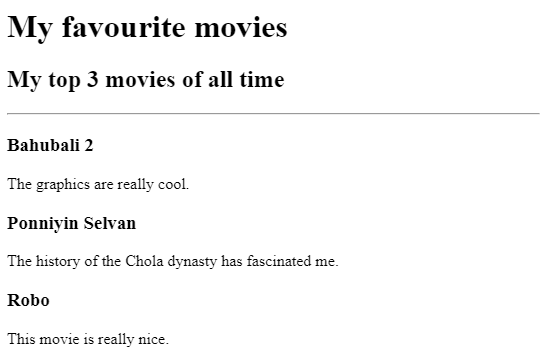 My favourite movies
My top 3 movies of all time
Bahubali 2
The graphics are really cool.
Ponniyin Selvan
The history of the Chola dynasty has fascinated me.
Robo
This movie is really nice.